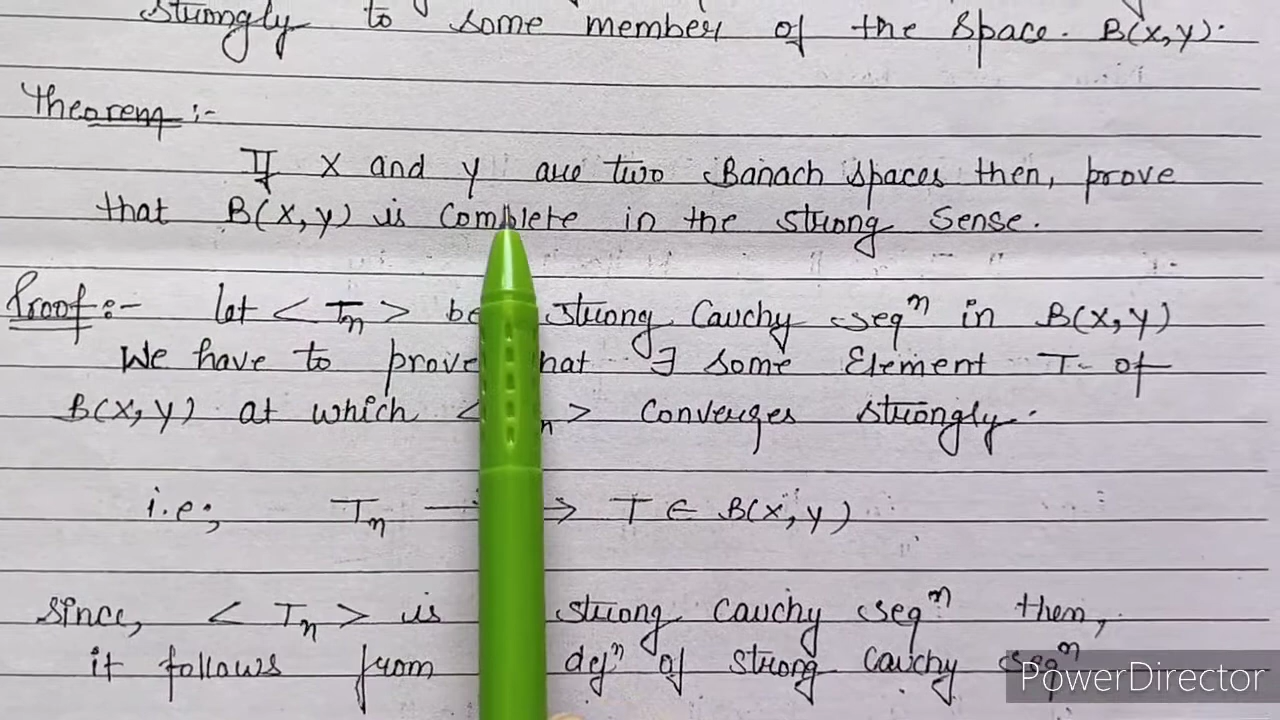 strongly to some member of the space. B(X,Y).
Theorem :-
If X and Y are two Banach spaces then, prove
that B(X,Y) is complete in the strong sense.
Proof :- let < Tn > be strong Cauchy seqn in B(X,Y)
We have to prove that ∃ some Element T of
B(X,Y) at which < n > converges strongly.
i.e; Tn → T ∈ B(X,Y)
since, < Tn > is strong Cauchy seqn then,
it follows from defn of strong Cauchy seqn
PowerDirector